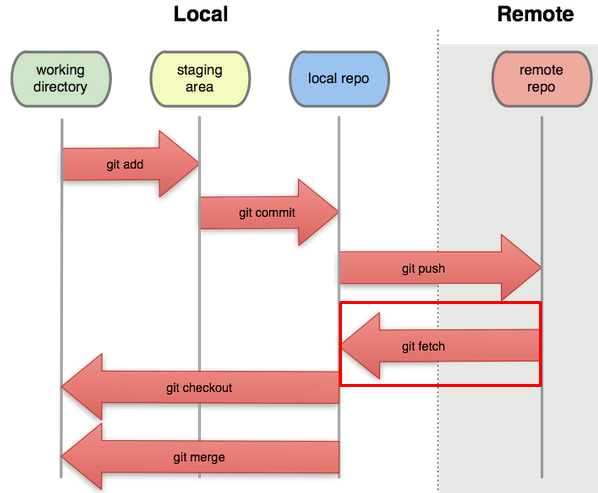 Local
Remote
working
directory
staging
area
local repo
remote
repo
git add
git commit
git push
git fetch
git checkout
git merge